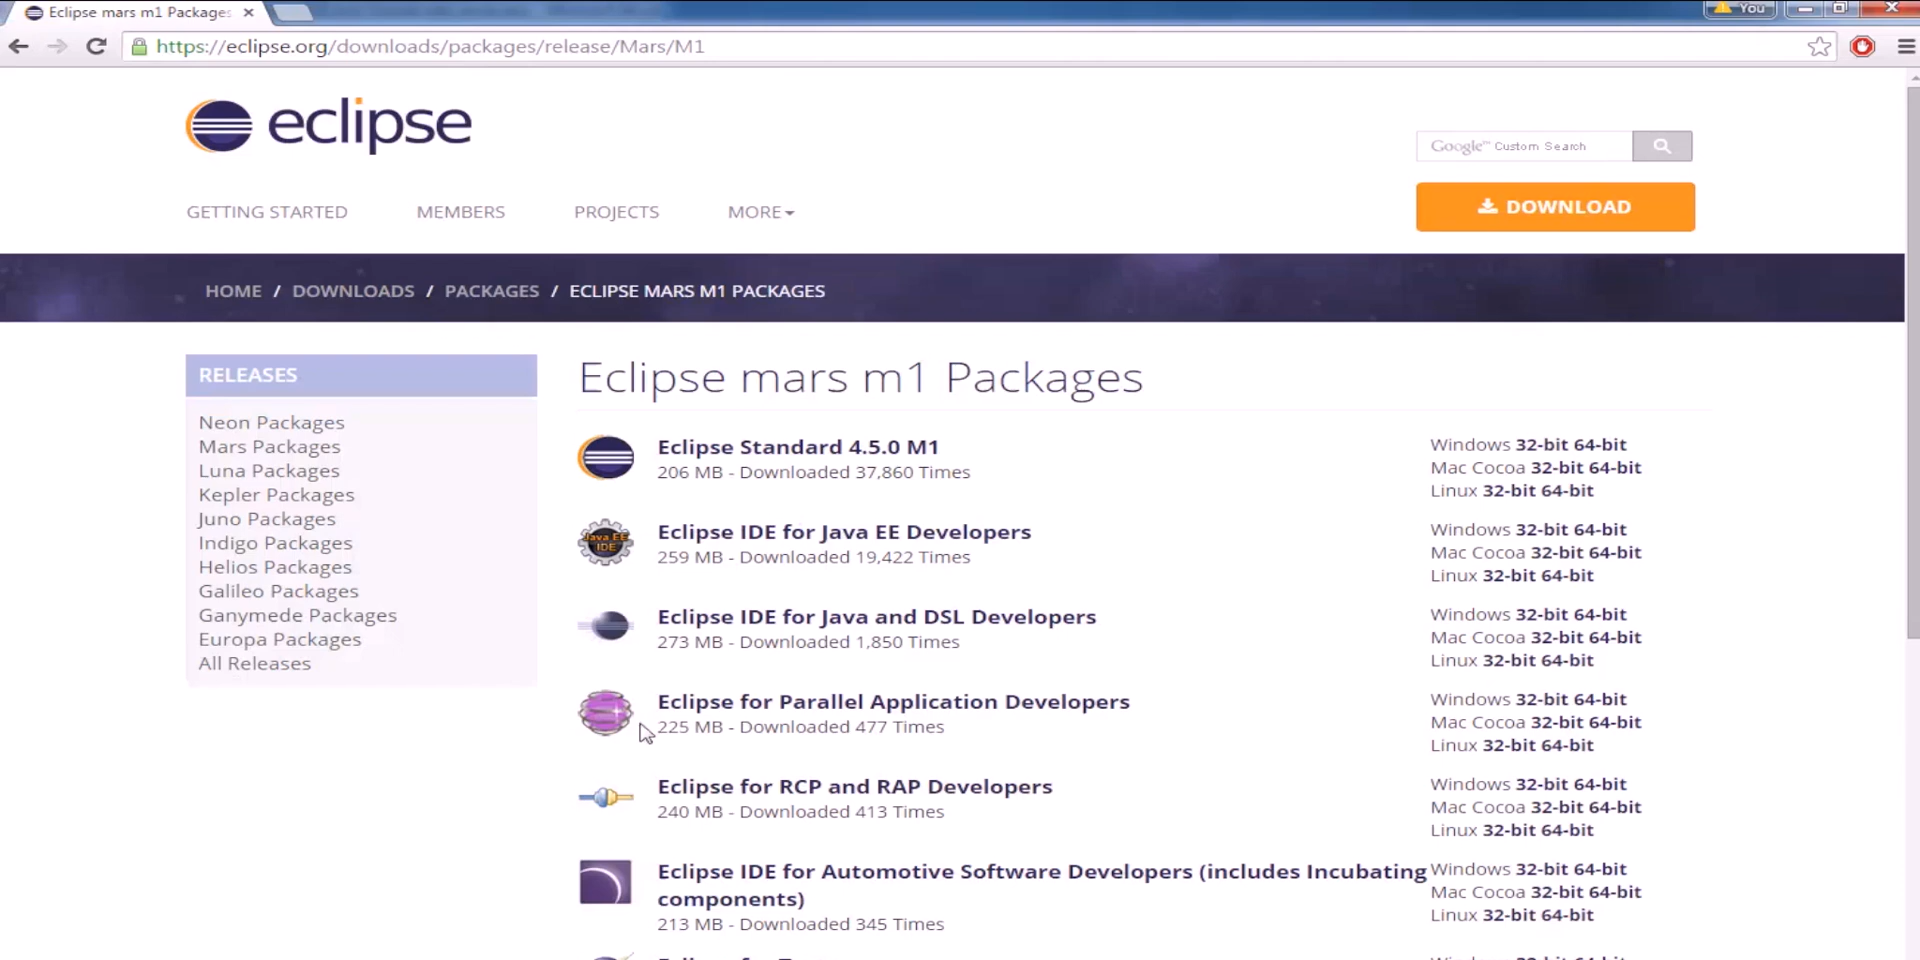 Eclipse mars m1 Packages
You
https://eclipse.org/downloads/packages/release/Mars/M1
eclipse
Google™ Custom Search
GETTING STARTED MEMBERS PROJECTS MORE
DOWNLOAD
HOME / DOWNLOADS / PACKAGES / ECLIPSE MARS M1 PACKAGES
RELEASES
Neon Packages
Mars Packages
Luna Packages
Kepler Packages
Juno Packages
Indigo Packages
Helios Packages
Galileo Packages
Ganymede Packages
Europa Packages
All Releases
Eclipse mars m1 Packages
Eclipse Standard 4.5.0 M1
206 MB - Downloaded 37,860 Times
Windows 32-bit 64-bit
Mac Cocoa 32-bit 64-bit
Linux 32-bit 64-bit
Java EE
IDE
Eclipse IDE for Java EE Developers
259 MB - Downloaded 19,422 Times
Windows 32-bit 64-bit
Mac Cocoa 32-bit 64-bit
Linux 32-bit 64-bit
Eclipse IDE for Java and DSL Developers
273 MB - Downloaded 1,850 Times
Windows 32-bit 64-bit
Mac Cocoa 32-bit 64-bit
Linux 32-bit 64-bit
Eclipse for Parallel Application Developers
225 MB - Downloaded 477 Times
Windows 32-bit 64-bit
Mac Cocoa 32-bit 64-bit
Linux 32-bit 64-bit
Eclipse for RCP and RAP Developers
240 MB - Downloaded 413 Times
Windows 32-bit 64-bit
Mac Cocoa 32-bit 64-bit
Linux 32-bit 64-bit
Eclipse IDE for Automotive Software Developers (includes Incubating
components)
213 MB - Downloaded 345 Times
Windows 32-bit 64-bit
Mac Cocoa 32-bit 64-bit
Linux 32-bit 64-bit